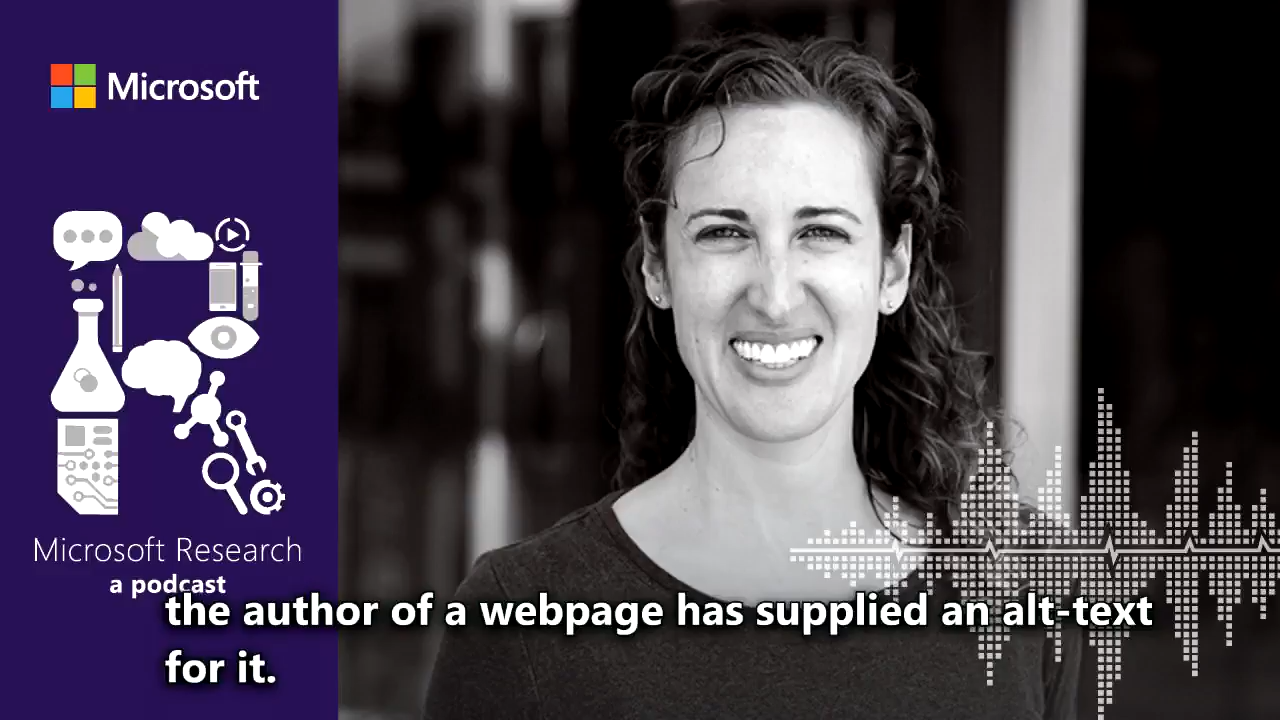 Microsoft
Microsoft Research
a podcast
the author of a webpage has supplied an alt-text
for it.